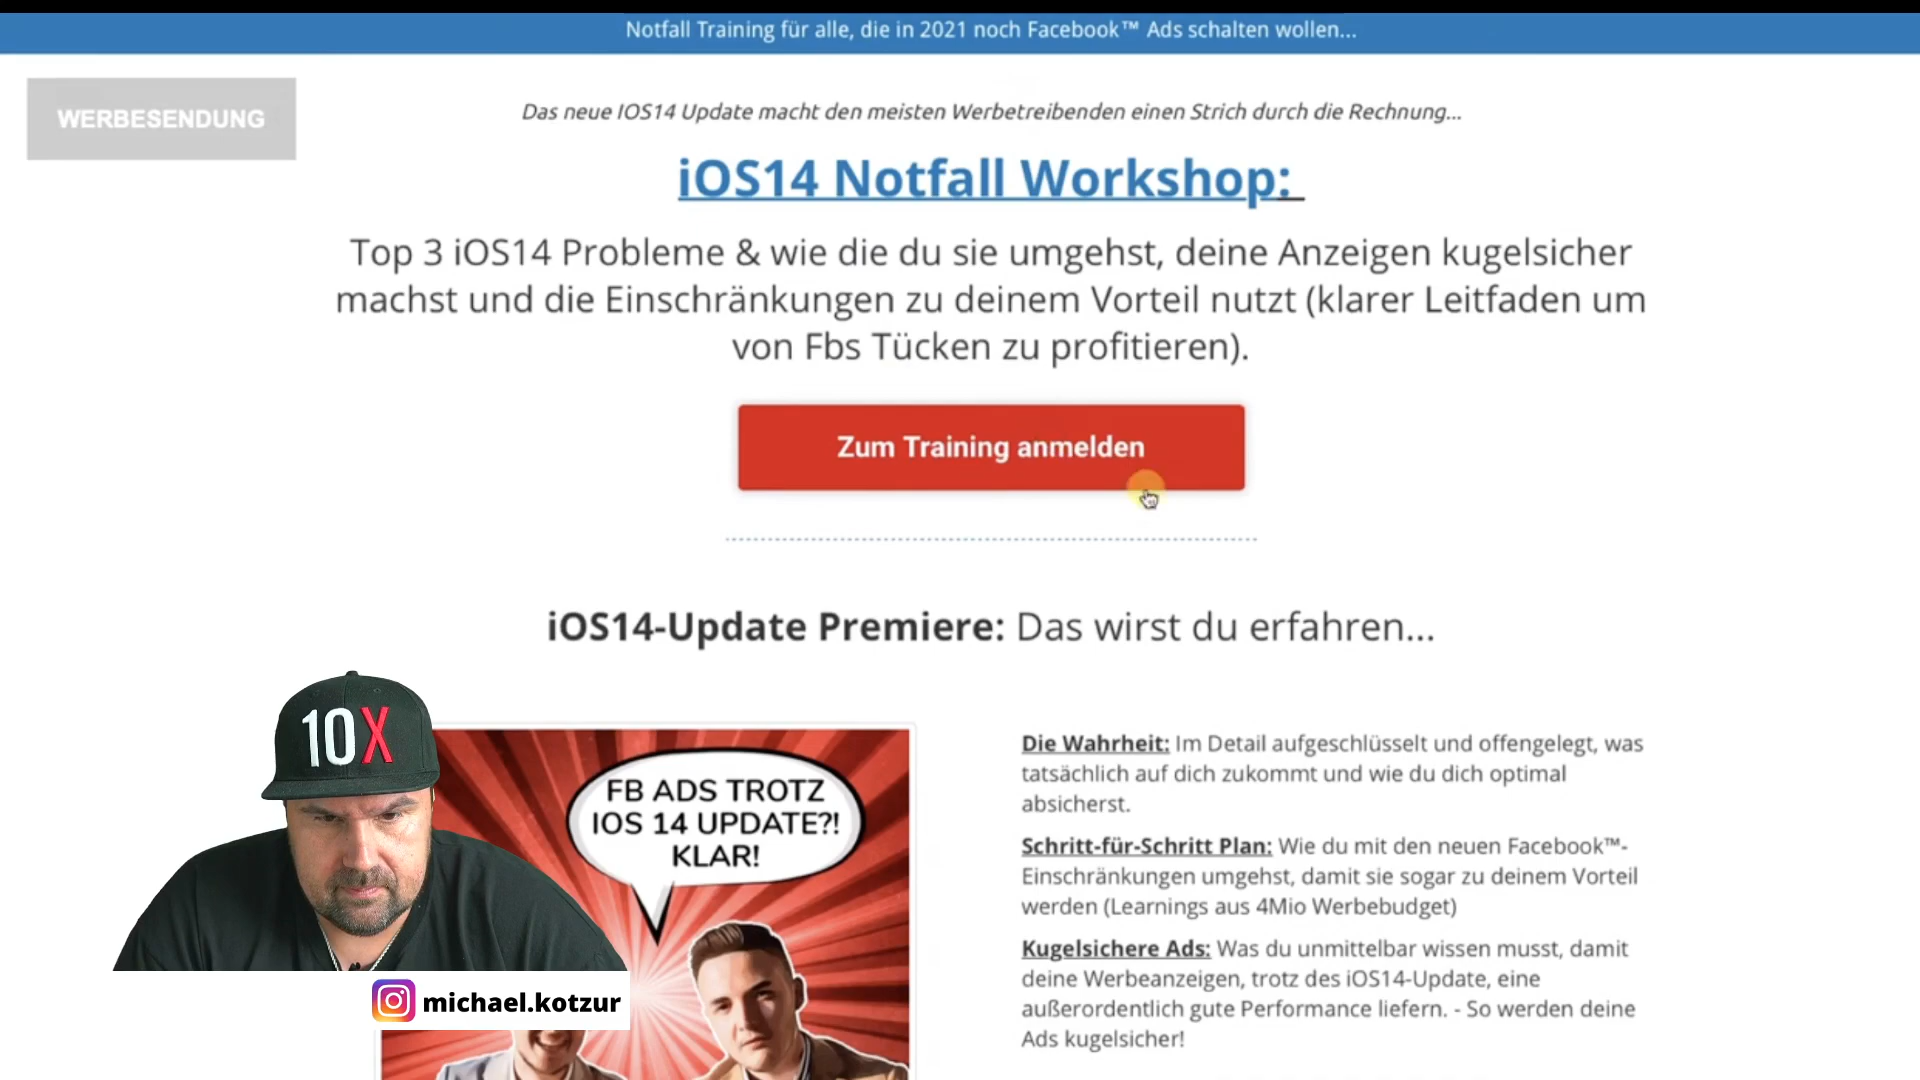 Notfall Training für alle, die in 2021 noch Facebook™ Ads schalten wollen...
WERBESENDUNG
Das neue IOS14 Update macht den meisten Werbetreibenden einen Strich durch die Rechnung...
iOS14 Notfall Workshop:
Top 3 iOS14 Probleme & wie die du sie umgehst, deine Anzeigen kugelsicher
machst und die Einschränkungen zu deinem Vorteil nutzt (klarer Leitfaden um
von Fbs Tücken zu profitieren).
Zum Training anmelden
iOS14-Update Premiere: Das wirst du erfahren...
10X
FB ADS TROTZ
IOS 14 UPDATE?!
KLAR!
michael.kotzur
Die Wahrheit: Im Detail aufgeschlüsselt und offengelegt, was
tatsächlich auf dich zukommt und wie du dich optimal
absicherst.
Schritt-für-Schritt Plan: Wie du mit den neuen Facebook™-
Einschränkungen umgehst, damit sie sogar zu deinem Vorteil
werden (Learnings aus 4Mio Werbebudget)
Kugelsichere Ads: Was du unmittelbar wissen musst, damit
deine Werbeanzeigen, trotz des iOS14-Update, eine
außerordentlich gute Performance liefern. - So werden deine
Ads kugelsicher!